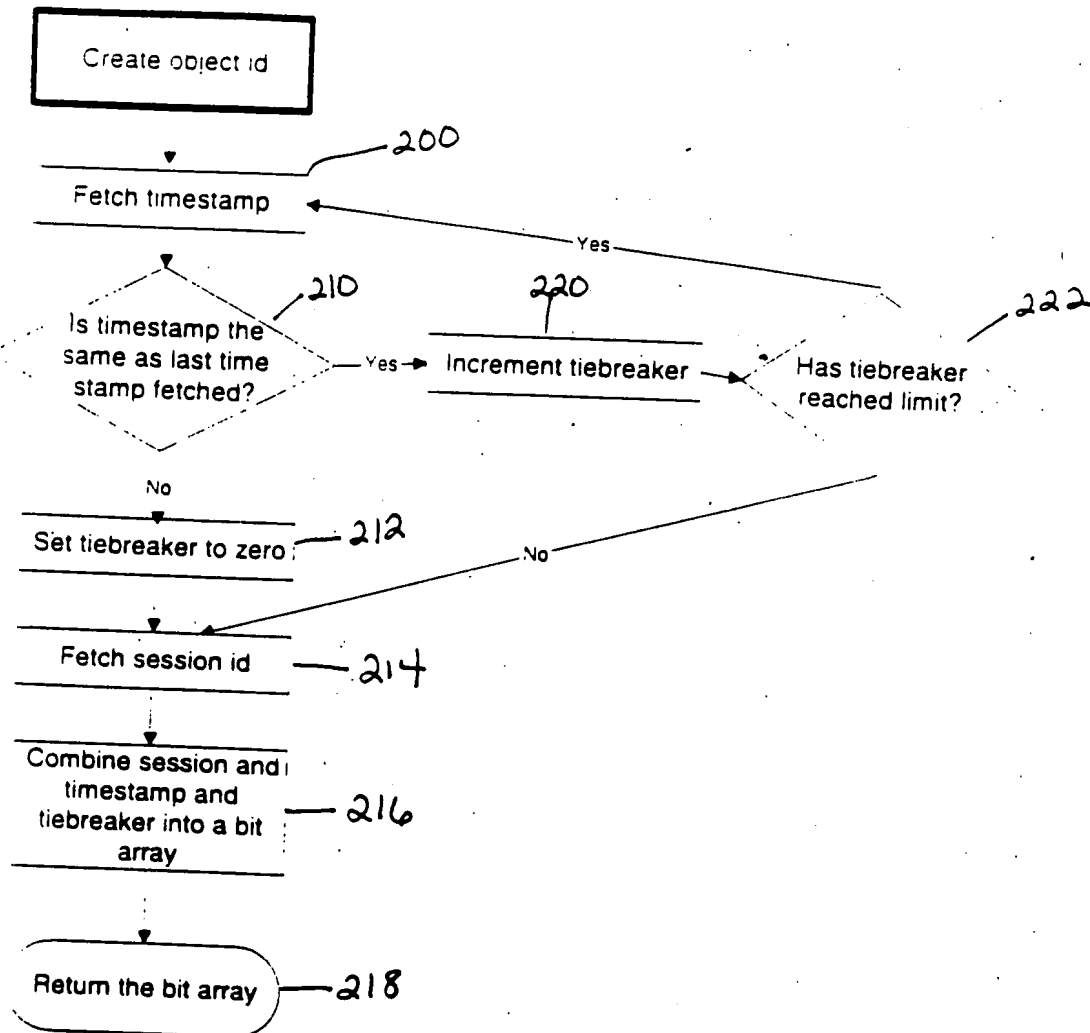 Create object id
200
Fetch timestamp
Yes
210
220
222
Is timestamp the
same as last time
stamp fetched?
Yes
Increment tiebreaker
Has tiebreaker
reached limit?
No
Set tiebreaker to zero
212
No
Fetch session id
214
Combine session and
timestamp and
tiebreaker into a bit
array
216
Return the bit array
218